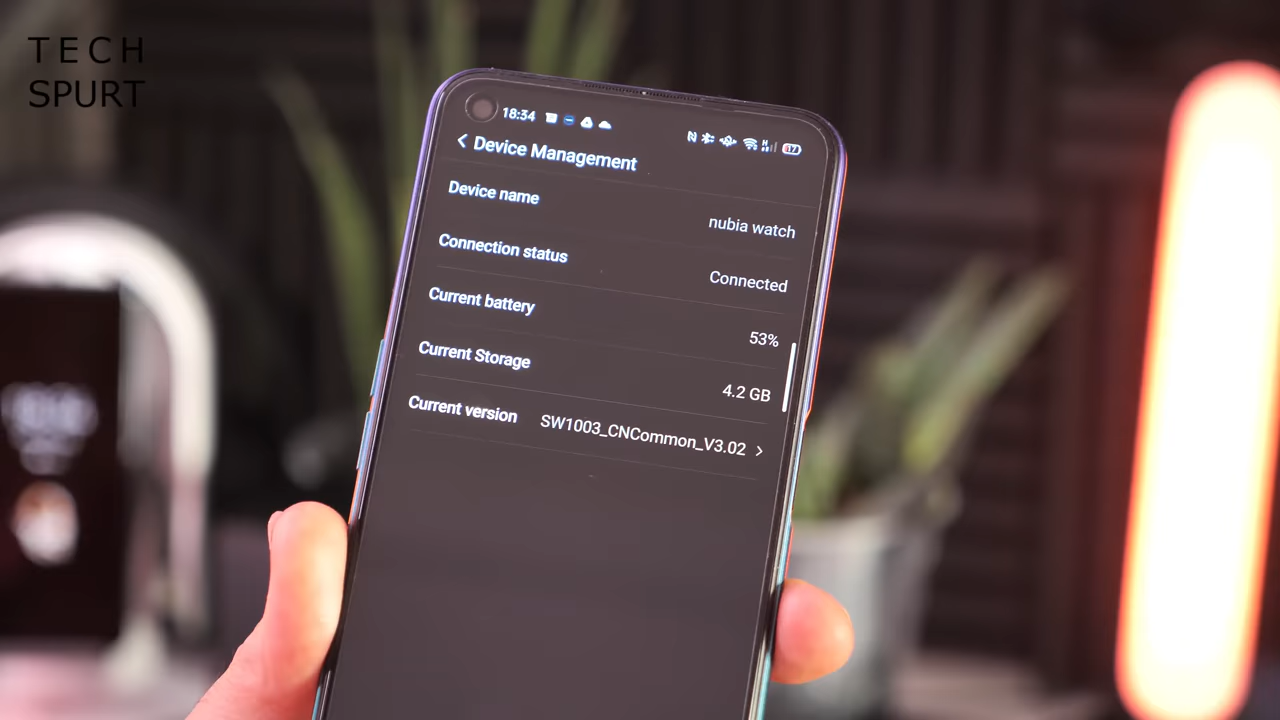 TECH
SPURT
18:34
17
Device Management
Device name
nubia watch
Connection status
Connected
Current battery
53%
Current Storage
4.2 GB
Current version SW1003_CNCommon_V3.02